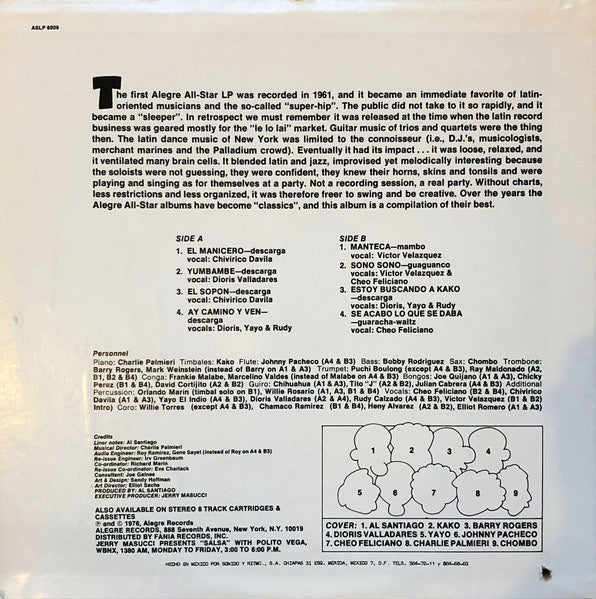 ASLP 6006
The first Alegre All-Star LP was recorded in 1961, and it became an immediate favorite of latin-
oriented musicians and the so-called "super-hip". The public did not take to it so rapidly, and it
became a "sleeper". In retrospect we must remember it was released at the time when the latin record
business was geared mostly for the "le lo lai" market. Guitar music of trios and quartets were the thing
then. The latin dance music of New York was limited to the connoisseur (i.e., D.J.'s, musicologists,
merchant marines and the Palladium crowd). Eventually it had its impact ... it was loose, relaxed, and
it ventilated many brain cells. It blended latin and jazz, improvised yet melodically interesting because
the soloists were not guessing, they were confident, they knew their horns, skins and tonsils and were
playing and singing as for themselves at a party. Not a recording session, a real party. Without charts,
less restrictions and less organized, it was therefore freer to swing and be creative. Over the years the
Alegre All-Star albums have become "classics", and this album is a compilation of their best.
SIDE A
1. EL MANICERO—descarga
vocal: Chivirico Davila
2. YUMBAMBE—descarga
vocal: Dioris Valladares
3. EL SOPON—descarga
vocal: Chivirico Davila
4. AY CAMINO Y VEN—
descarga
vocals: Dioris, Yayo & Rudy
SIDE B
1. MANTECA—mambo
vocal: Victor Velazquez
2. SONO SONO—guaguanco
vocals: Victor Velazquez &
Cheo Feliciano
3. ESTOY BUSCANDO A KAKO
—descarga
vocals: Dioris, Yayo & Rudy
4. SE ACABO LO QUE SE DABA
—guaracha-waltz
vocal: Cheo Feliciano
Personnel
Piano: Charlie Palmieri Timbales: Kako Flute: Johnny Pacheco (A4 & B3) Bass: Bobby Rodriguez Sax: Chombo Trombone:
Barry Rogers, Mark Weinstein (instead of Barry on A1 & A3) Trumpet: Puchi Boulong (except A4 & B3), Ray Maldonado (A2,
B1, B2 & B4) Conga: Frankie Malabe, Marcelino Valdes (instead of Malabe on A4 & B3) Bongos: Joe Quijano (A1 & A3), Chicky
Perez (B1 & B4), David Cortijito (A2 & B2) Guiro: Chihuahua (A1 & A3), Tito "J" (A2 & B2), Julian Cabrera (A4 & B3) Additional
Percussion: Orlando Marin (timbal solo on B1), Willie Rosario (A1, A3, B1 & B4) Vocals: Cheo Feliciano (B2 & B4), Chivirico
Davila (A1 & A3), Yayo El Indio (A4 & B3), Dioris Valladares (A2 & A4), Rudy Calzado (A4 & B3), Victor Velazquez (B1 & B2
Intro) Coro: Willie Torres (except A4 & B3), Chamaco Ramirez (B1 & B4), Heny Alvarez (A2 & B2), Elliot Romero (A1 & A3)
Credits
Liner notes: Al Santiago
Musical Director: Charlie Palmieri
Audio Engineer: Roy Ramirez, Gene Sayet (instead of Roy on A4 & B3)
Re-issue Engineer: Irv Greenbaum
Co-ordinator: Richard Marin
Re-issue Co-ordinator: Eve Charlack
Consultant: Joe Gaines
Art & Design: Sandy Hoffman
Art Director: Elliot Sachs
PRODUCED BY: AL SANTIAGO
EXECUTIVE PRODUCER: JERRY MASUCCI
ALSO AVAILABLE ON STEREO 8 TRACK CARTRIDGES &
CASSETTES
℗ and © 1976, Alegre Records
ALEGRE RECORDS, 888 Seventh Avenue, New York, N.Y. 10019
DISTRIBUTED BY FANIA RECORDS, INC.
JERRY MASUCCI PRESENTS "SALSA" WITH POLITO VEGA,
WBNX, 1380 AM, MONDAY TO FRIDAY, 3:00 TO 6:00 P.M.
1 2 3 4
5 6 7 8 9
COVER: 1. AL SANTIAGO 2. KAKO 3. BARRY ROGERS
4. DIORIS VALLADARES 5. YAYO 6. JOHNNY PACHECO
7. CHEO FELICIANO 8. CHARLIE PALMIERI 9. CHOMBO
HECHO EN MEXICO POR SONIDO Y RITMO., S.A. CHIAPAS 31 MERIDA, MEXICO 7, D.F. TELS.